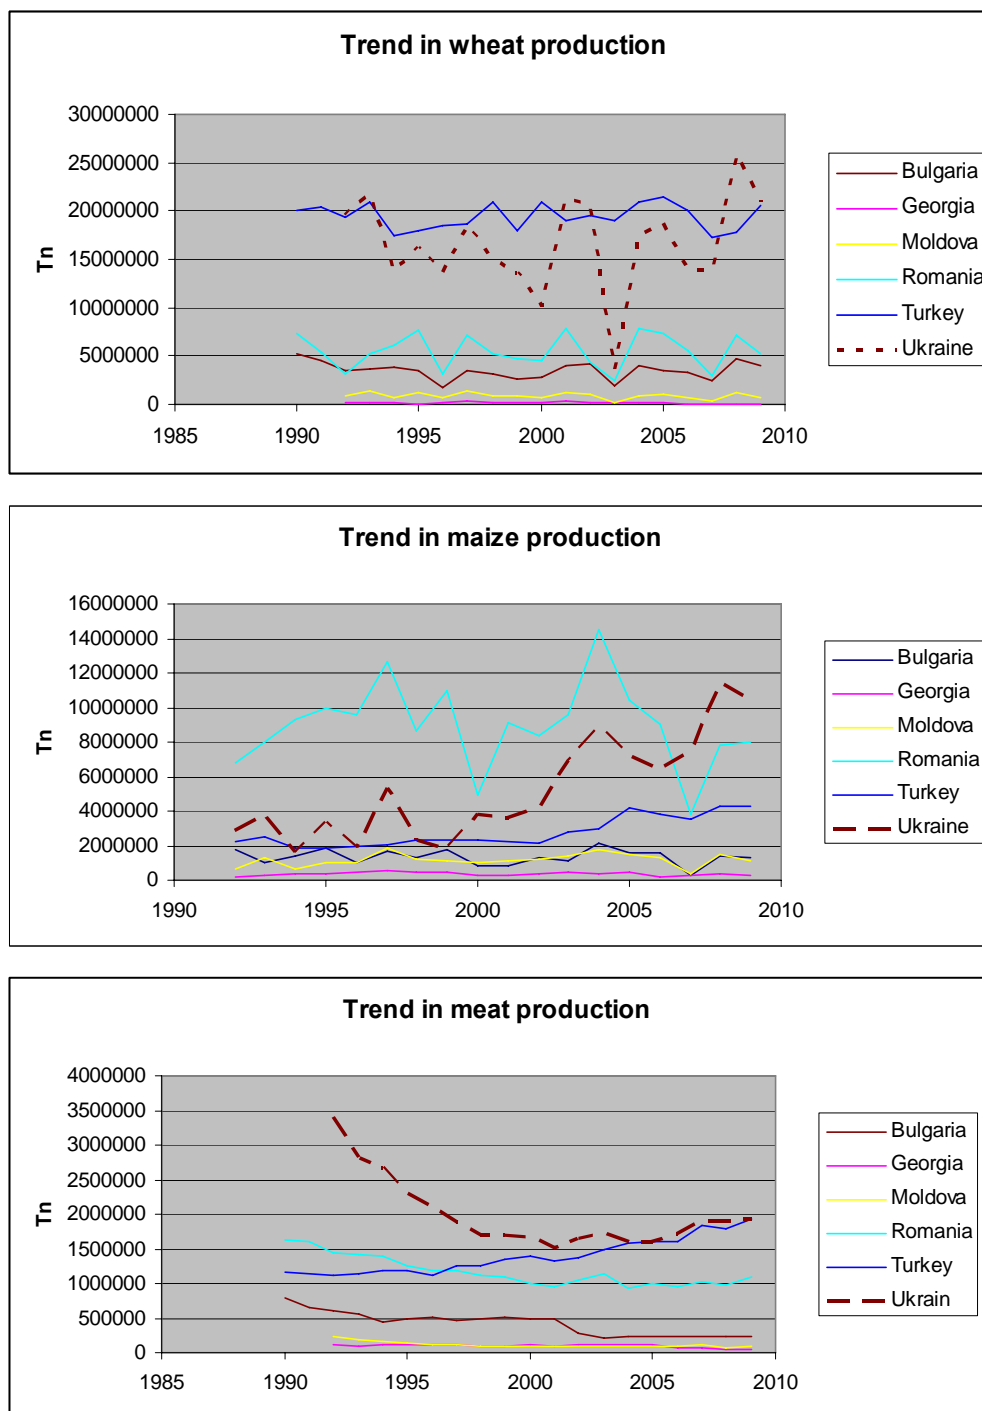 Trend in wheat production
30000000
25000000
20000000
15000000
10000000
5000000
0
Tn
1985 1990 1995 2000 2005 2010
Bulgaria
Georgia
Moldova
Romania
Turkey
Ukraine
Trend in maize production
16000000
14000000
12000000
10000000
8000000
6000000
4000000
2000000
0
Tn
1990 1995 2000 2005 2010
Bulgaria
Georgia
Moldova
Romania
Turkey
Ukraine
Trend in meat production
4000000
3500000
3000000
2500000
2000000
1500000
1000000
500000
0
Tn
1985 1990 1995 2000 2005 2010
Bulgaria
Georgia
Moldova
Romania
Turkey
Ukrain